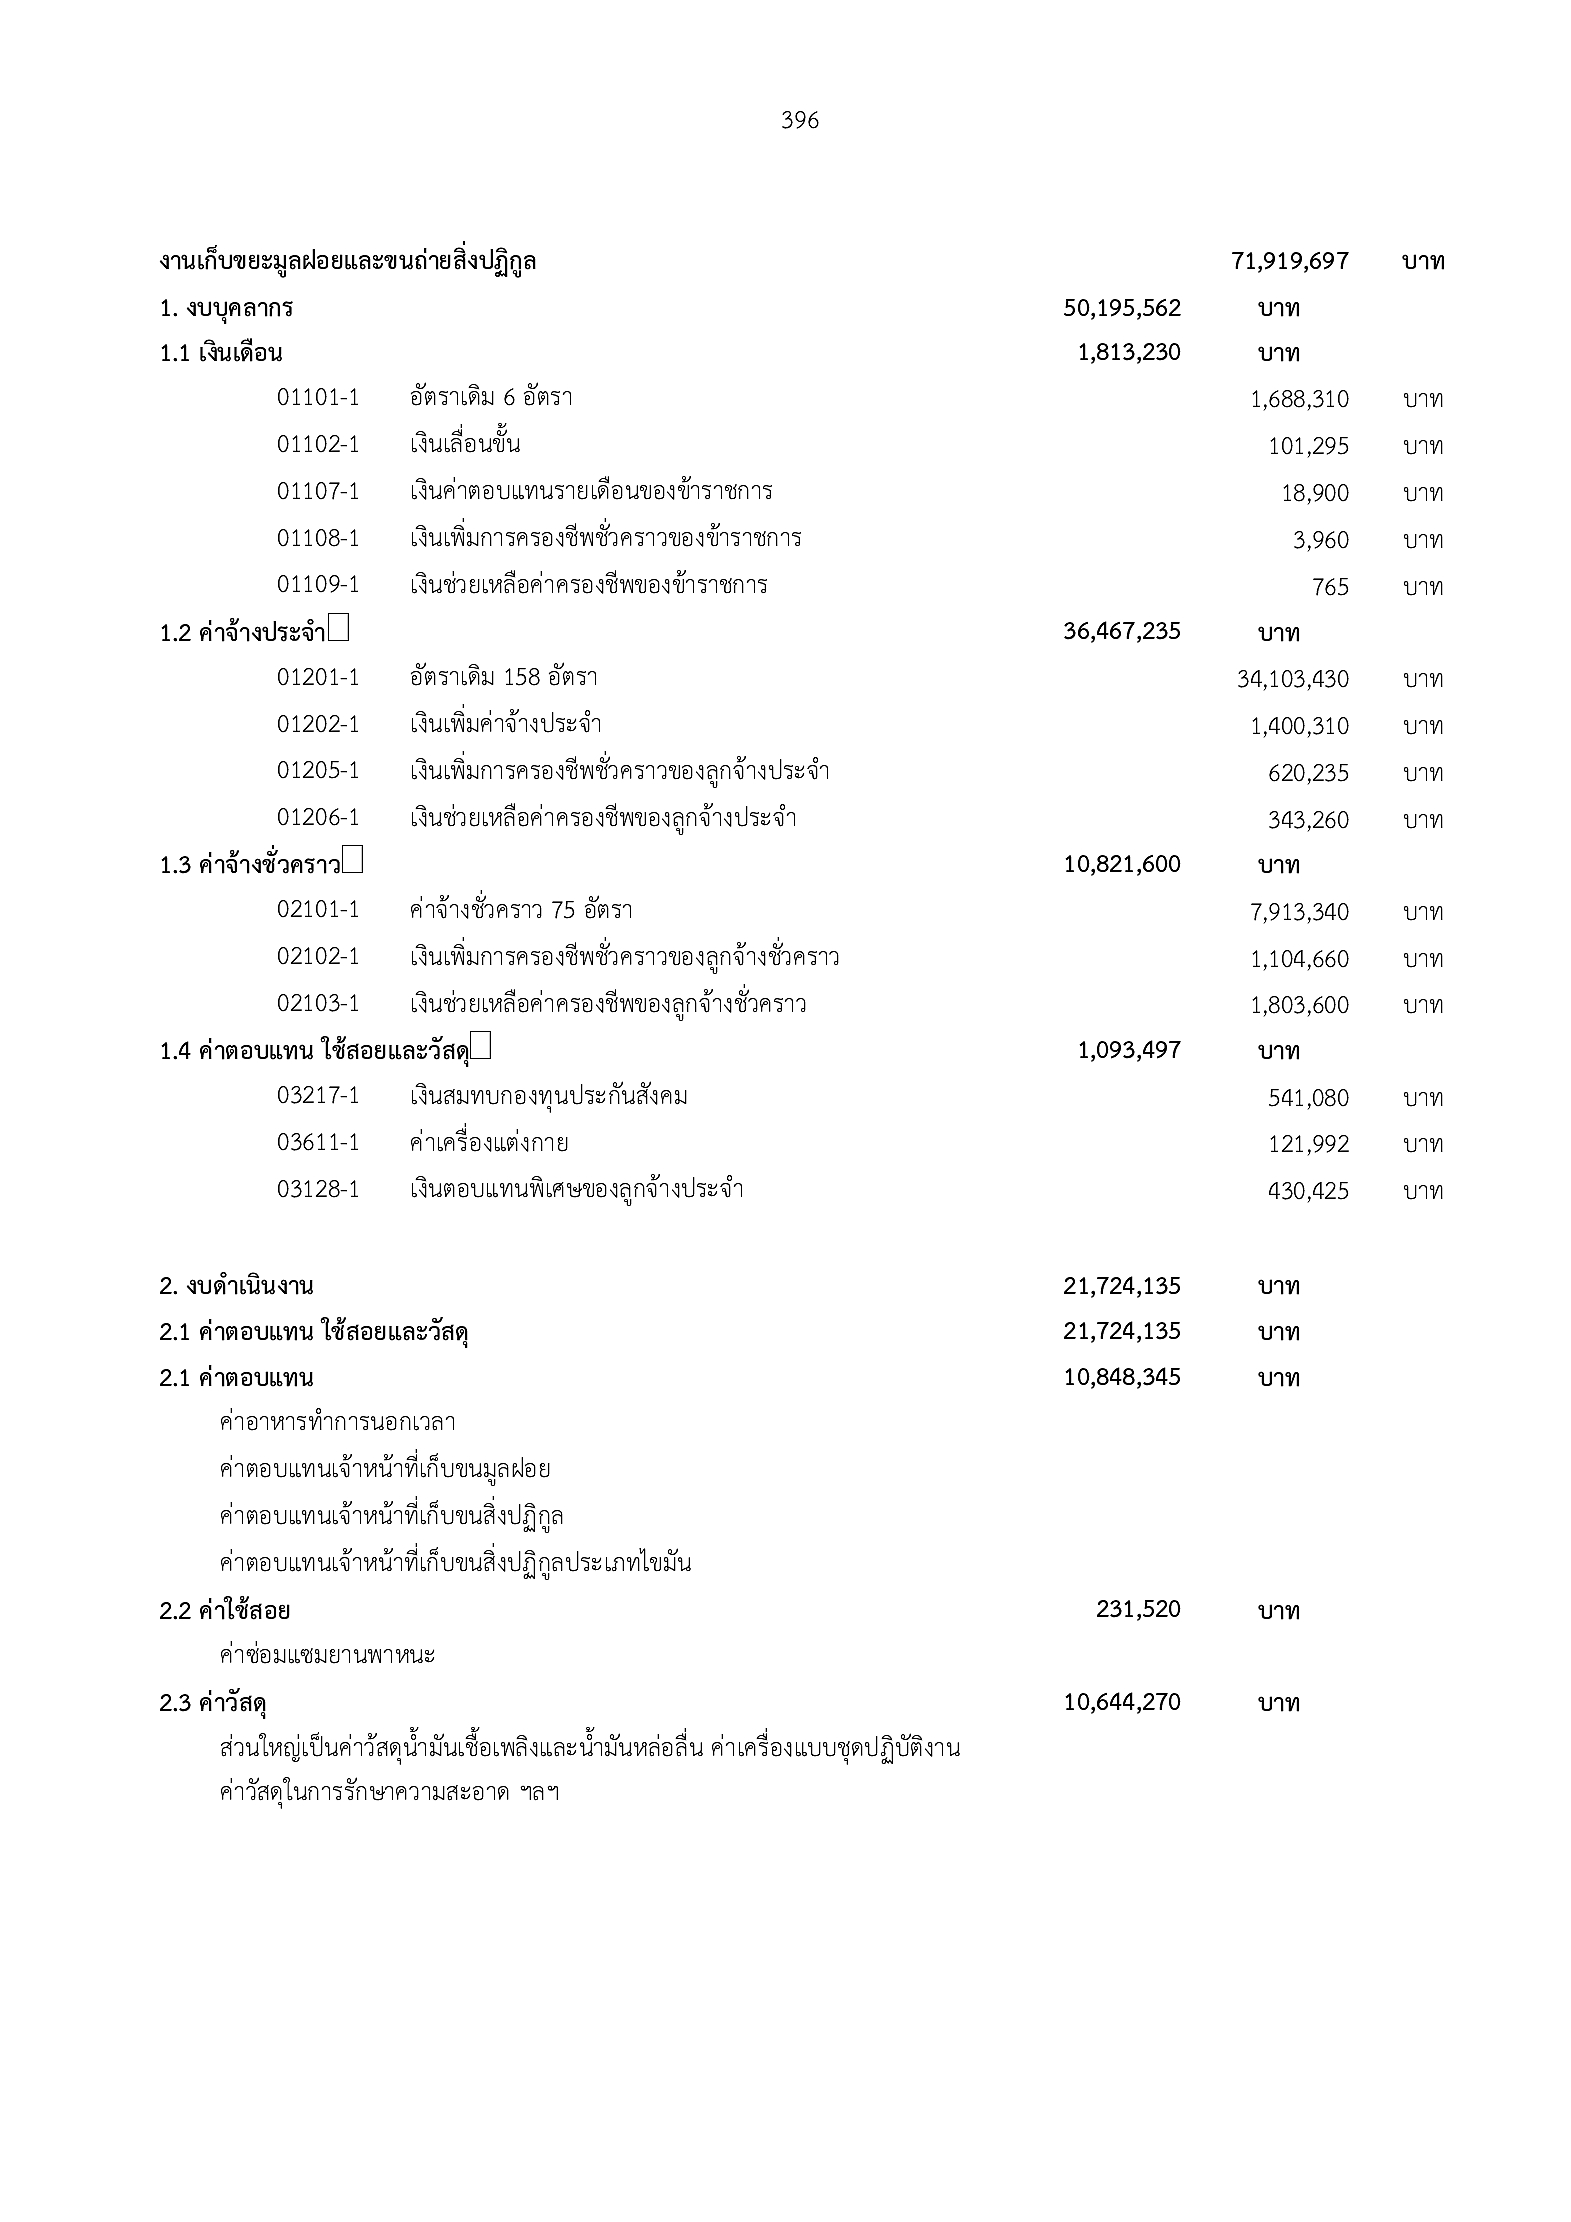 396
งานเก็บขยะมูลฝอยและขนถ่ายสิ่งปฏิกูล 71,919,697 บาท
1. งบบุคลากร 50,195,562 บาท
1.1 เงินเดือน 1,813,230 บาท
01101-1 อัตราเดิม 6 อัตรา 1,688,310 บาท
01102-1 เงินเลื่อนขั้น 101,295 บาท
01107-1 เงินค่าตอบแทนรายเดือนของข้าราชการ 18,900 บาท
01108-1 เงินเพิ่มการครองชีพชั่วคราวของข้าราชการ 3,960 บาท
01109-1 เงินช่วยเหลือค่าครองชีพของข้าราชการ 765 บาท
1.2 ค่าจ้างประจำ 36,467,235 บาท
01201-1 อัตราเดิม 158 อัตรา 34,103,430 บาท
01202-1 เงินเพิ่มค่าจ้างประจำ 1,400,310 บาท
01205-1 เงินเพิ่มการครองชีพชั่วคราวของลูกจ้างประจำ 620,235 บาท
01206-1 เงินช่วยเหลือค่าครองชีพของลูกจ้างประจำ 343,260 บาท
1.3 ค่าจ้างชั่วคราว 10,821,600 บาท
02101-1 ค่าจ้างชั่วคราว 75 อัตรา 7,913,340 บาท
02102-1 เงินเพิ่มการครองชีพชั่วคราวของลูกจ้างชั่วคราว 1,104,660 บาท
02103-1 เงินช่วยเหลือค่าครองชีพของลูกจ้างชั่วคราว 1,803,600 บาท
1.4 ค่าตอบแทน ใช้สอยและวัสดุ 1,093,497 บาท
03217-1 เงินสมทบกองทุนประกันสังคม 541,080 บาท
03611-1 ค่าเครื่องแต่งกาย 121,992 บาท
03128-1 เงินตอบแทนพิเศษของลูกจ้างประจำ 430,425 บาท
2. งบดำเนินงาน 21,724,135 บาท
2.1 ค่าตอบแทน ใช้สอยและวัสดุ 21,724,135 บาท
2.1 ค่าตอบแทน 10,848,345 บาท
ค่าอาหารทำการนอกเวลา
ค่าตอบแทนเจ้าหน้าที่เก็บขนมูลฝอย
ค่าตอบแทนเจ้าหน้าที่เก็บขนสิ่งปฏิกูล
ค่าตอบแทนเจ้าหน้าที่เก็บขนสิ่งปฏิกูลประเภทไขมัน
2.2 ค่าใช้สอย 231,520 บาท
ค่าซ่อมแซมยานพาหนะ
2.3 ค่าวัสดุ 10,644,270 บาท
ส่วนใหญ่เป็นค่าว้สดุน้ำมันเชื้อเพลิงและน้ำมันหล่อลื่น ค่าเครื่องแบบชุดปฏิบัติงาน
ค่าวัสดุในการรักษาความสะอาด ฯลฯ